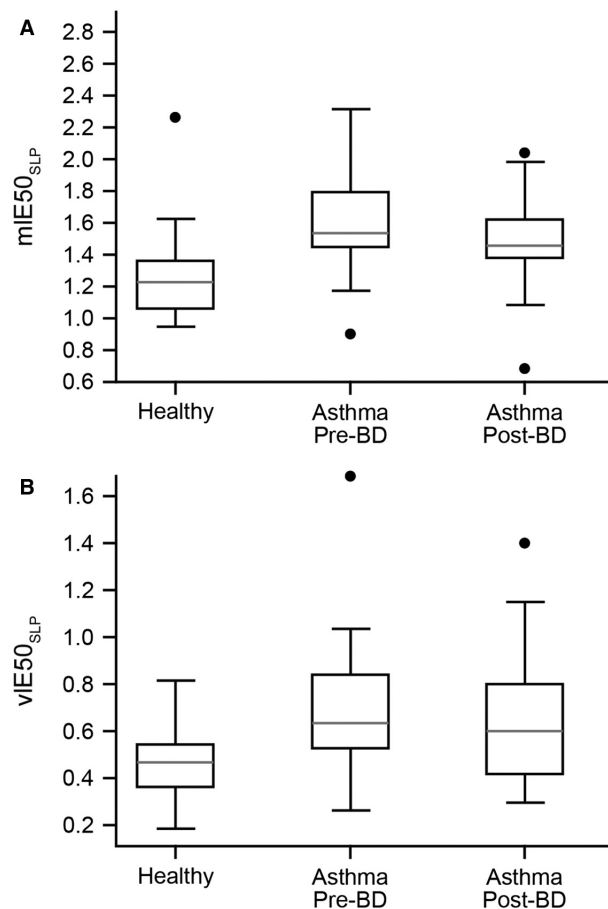 A
2.8
2.6
2.4
2.2
2.0
1.8
1.6
1.4
1.2
1.0
0.8
0.6
mIE50SLP
Healthy
Asthma
Pre-BD
Asthma
Post-BD
B
1.6
1.4
1.2
1.0
0.8
0.6
0.4
0.2
vIE50SLP
Healthy
Asthma
Pre-BD
Asthma
Post-BD